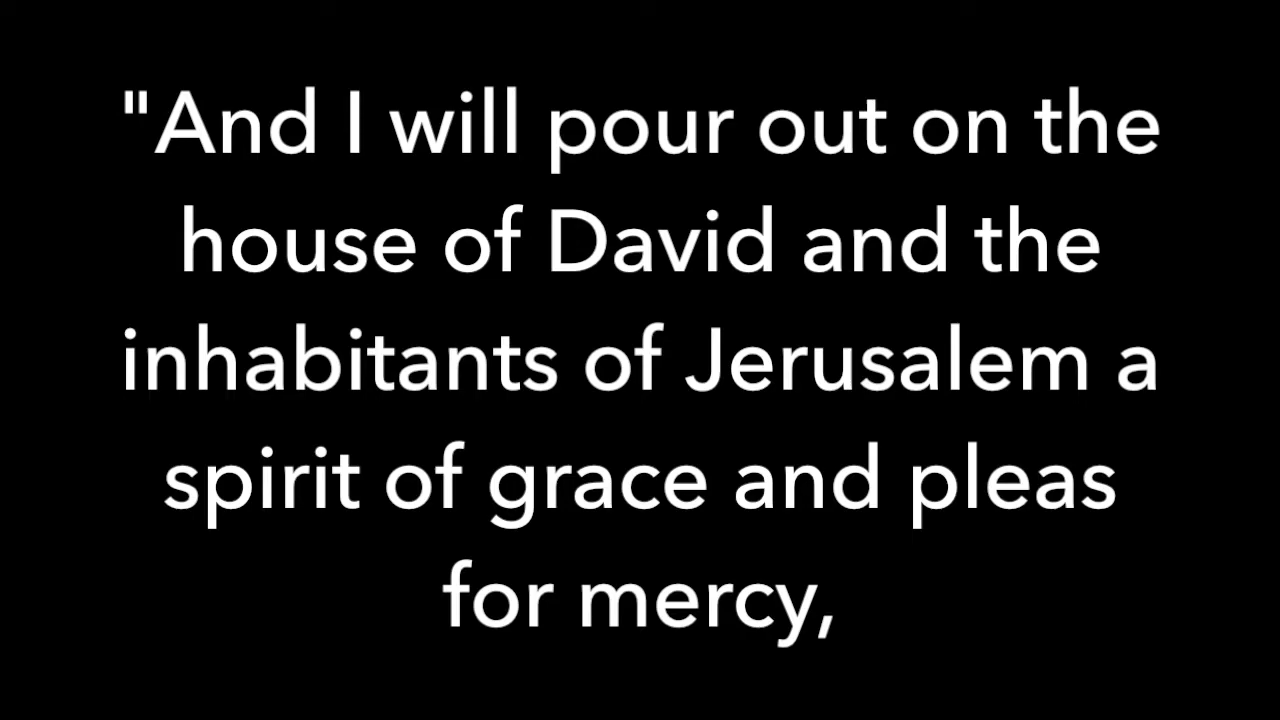 "And I will pour out on the
house of David and the
inhabitants of Jerusalem a
spirit of grace and pleas
for mercy,